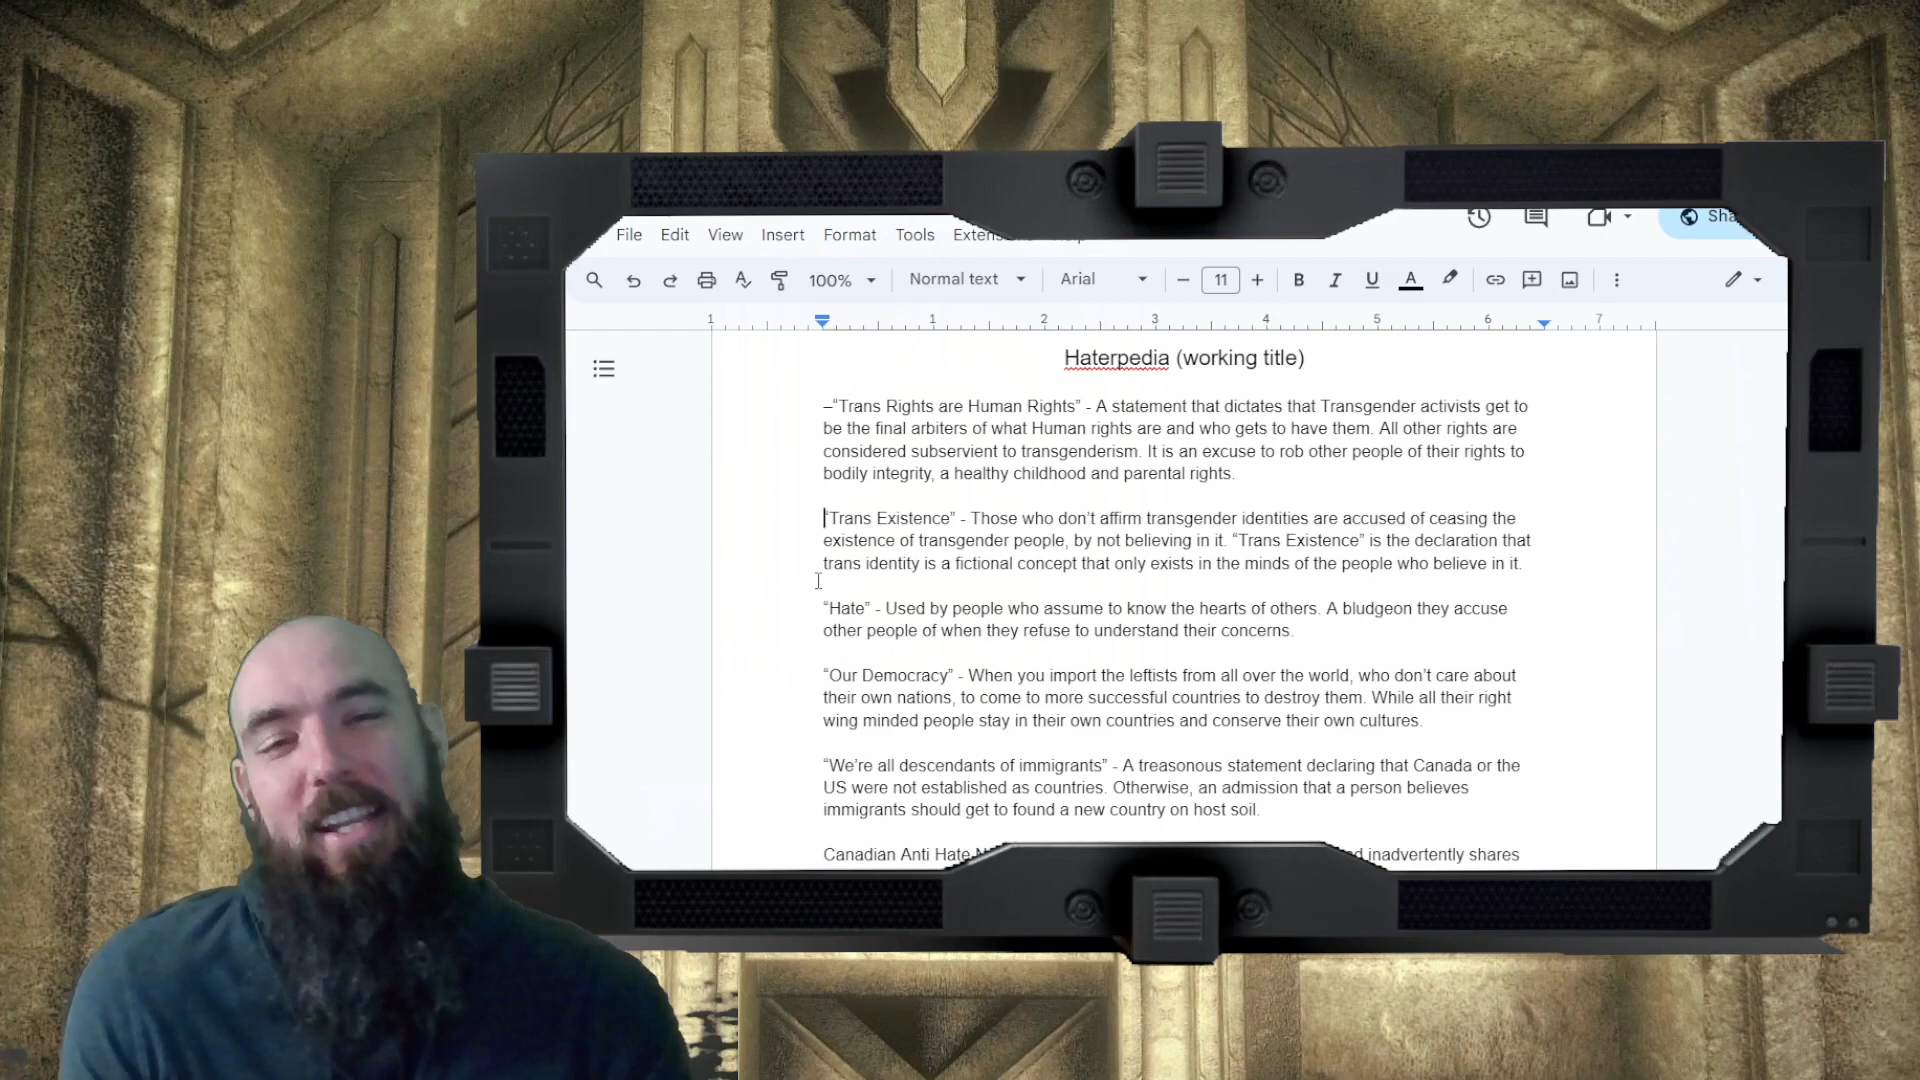 Sha
File Edit View Insert Format Tools Extens
100% Normal text Arial 11
1 1 2 3 4 5 6 7
Haterpedia (working title)
–“Trans Rights are Human Rights” - A statement that dictates that Transgender activists get to
be the final arbiters of what Human rights are and who gets to have them. All other rights are
considered subservient to transgenderism. It is an excuse to rob other people of their rights to
bodily integrity, a healthy childhood and parental rights.
“Trans Existence” - Those who don’t affirm transgender identities are accused of ceasing the
existence of transgender people, by not believing in it. “Trans Existence” is the declaration that
trans identity is a fictional concept that only exists in the minds of the people who believe in it.
“Hate” - Used by people who assume to know the hearts of others. A bludgeon they accuse
other people of when they refuse to understand their concerns.
“Our Democracy” - When you import the leftists from all over the world, who don’t care about
their own nations, to come to more successful countries to destroy them. While all their right
wing minded people stay in their own countries and conserve their own cultures.
“We’re all descendants of immigrants” - A treasonous statement declaring that Canada or the
US were not established as countries. Otherwise, an admission that a person believes
immigrants should get to found a new country on host soil.
Canadian Anti Hate inadvertently shares